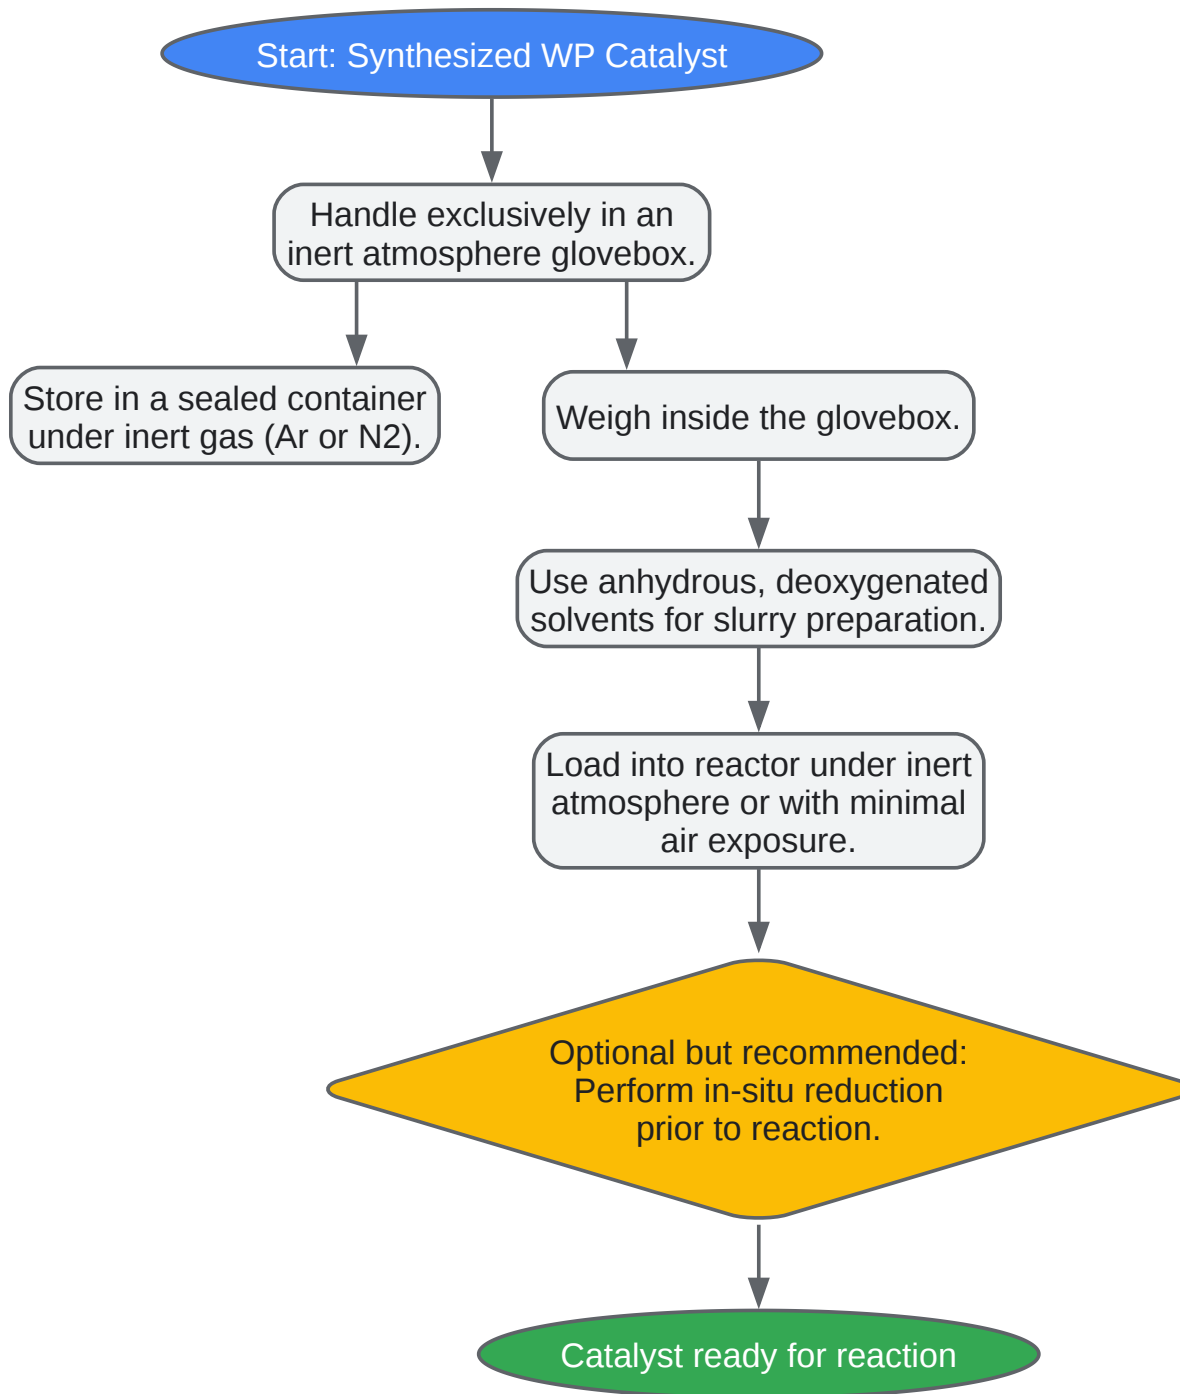 Start: Synthesized WP Catalyst
Handle exclusively in an
inert atmosphere glovebox.
Store in a sealed container
under inert gas (Ar or N2).
Weigh inside the glovebox.
Use anhydrous, deoxygenated
solvents for slurry preparation.
Load into reactor under inert
atmosphere or with minimal
air exposure.
Optional but recommended:
Perform in-situ reduction
prior to reaction.
Catalyst ready for reaction